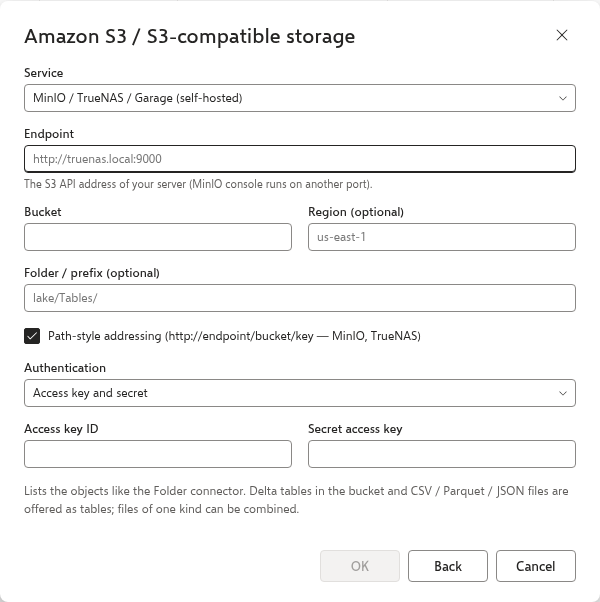 Amazon S3 / S3-compatible storage
Service
MinIO / TrueNAS / Garage (self-hosted)
Endpoint
http://truenas.local:9000
The S3 API address of your server (MinIO console runs on another port).
Bucket
Region (optional)
us-east-1
Folder / prefix (optional)
lake/Tables/
Path-style addressing (http://endpoint/bucket/key — MinIO, TrueNAS)
Authentication
Access key and secret
Access key ID
Secret access key
Lists the objects like the Folder connector. Delta tables in the bucket and CSV / Parquet / JSON files are
offered as tables; files of one kind can be combined.
OK
Back
Cancel